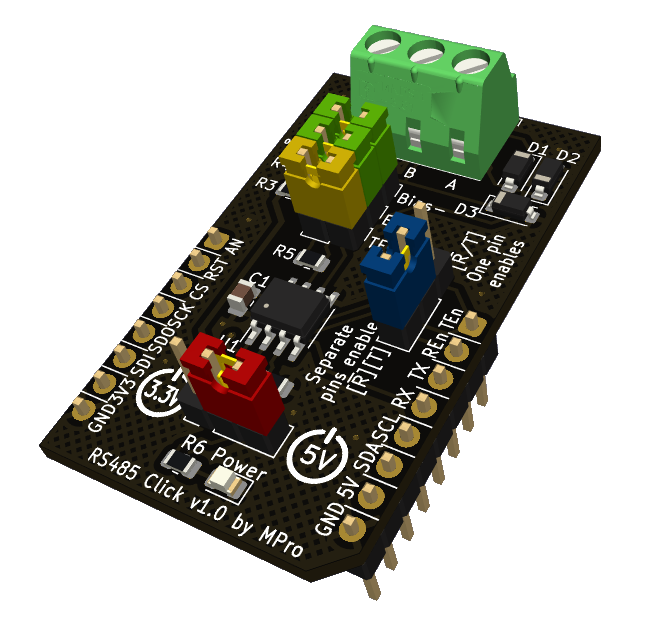 D1 D2
B
A
Bias-
D3
R3
R5
[R/T]
One pin
enables
C1
Separate
pins enable
[R][T]
AN
RST
CS
SCK
SDO
SDI
3V3
GND
TEn
REn
TX
RX
SCL
SDA
5V
GND
3.3V
5V
R6 Power
RS485 Click v1.0 by MPro